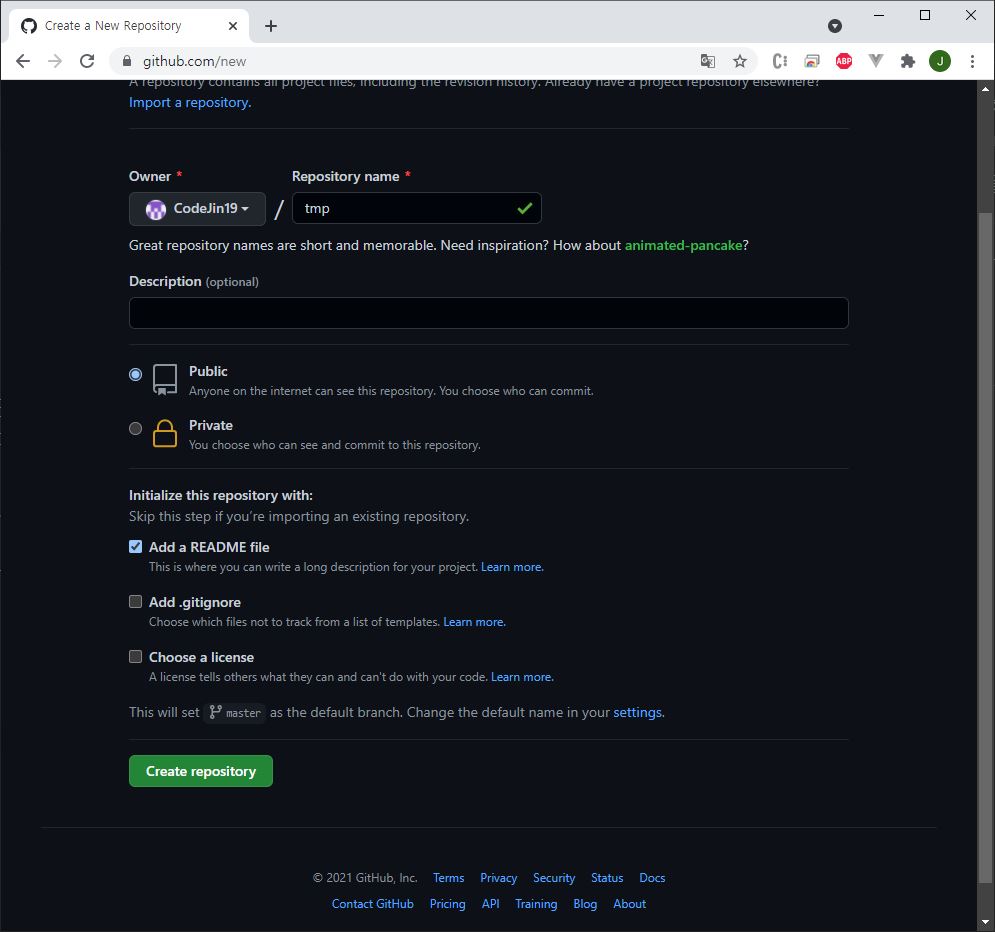 Create a New Repository
github.com/new
ABP
J
A repository contains all project files, including the revision history. Already have a project repository elsewhere?
Import a repository.
Owner * Repository name *
CodeJin19 / tmp
Great repository names are short and memorable. Need inspiration? How about animated-pancake?
Description (optional)
Public
Anyone on the internet can see this repository. You choose who can commit.
Private
You choose who can see and commit to this repository.
Initialize this repository with:
Skip this step if you’re importing an existing repository.
Add a README file
This is where you can write a long description for your project. Learn more.
Add .gitignore
Choose which files not to track from a list of templates. Learn more.
Choose a license
A license tells others what they can and can't do with your code. Learn more.
This will set master as the default branch. Change the default name in your settings.
Create repository
© 2021 GitHub, Inc. Terms Privacy Security Status Docs
Contact GitHub Pricing API Training Blog About